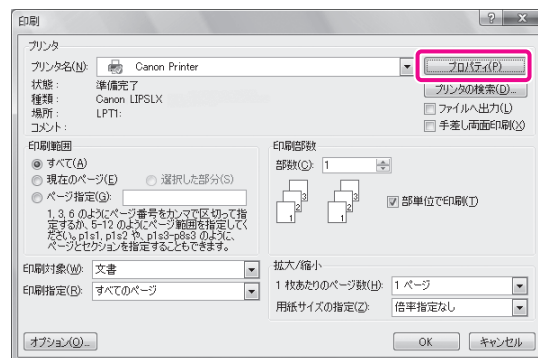 印刷
プリンタ
プリンタ名(N): Canon Printer
プロパティ(P)
状態： 準備完了
プリンタの検索(D)...
種類： Canon LIPSLX
場所： LPT1:
ファイルへ出力(L)
コメント：
手差し両面印刷(X)
印刷範囲
すべて(A)
現在のページ(E) 選択した部分(S)
ページ指定(G):
1, 3, 6 のようにページ番号をカンマで区切って指
定するか、5-12 のようにページ範囲を指定してく
ださい。p1s1, p1s2 や、p1s3-p8s3 のように、
ページとセクションを指定することもできます。
印刷部数
部数(C): 1
1 2 3 1 2 3
部単位で印刷(T)
印刷対象(W): 文書
印刷指定(R): すべてのページ
拡大/縮小
1 枚あたりのページ数(H): 1 ページ
用紙サイズの指定(Z): 倍率指定なし
オプション(O)...
OK キャンセル